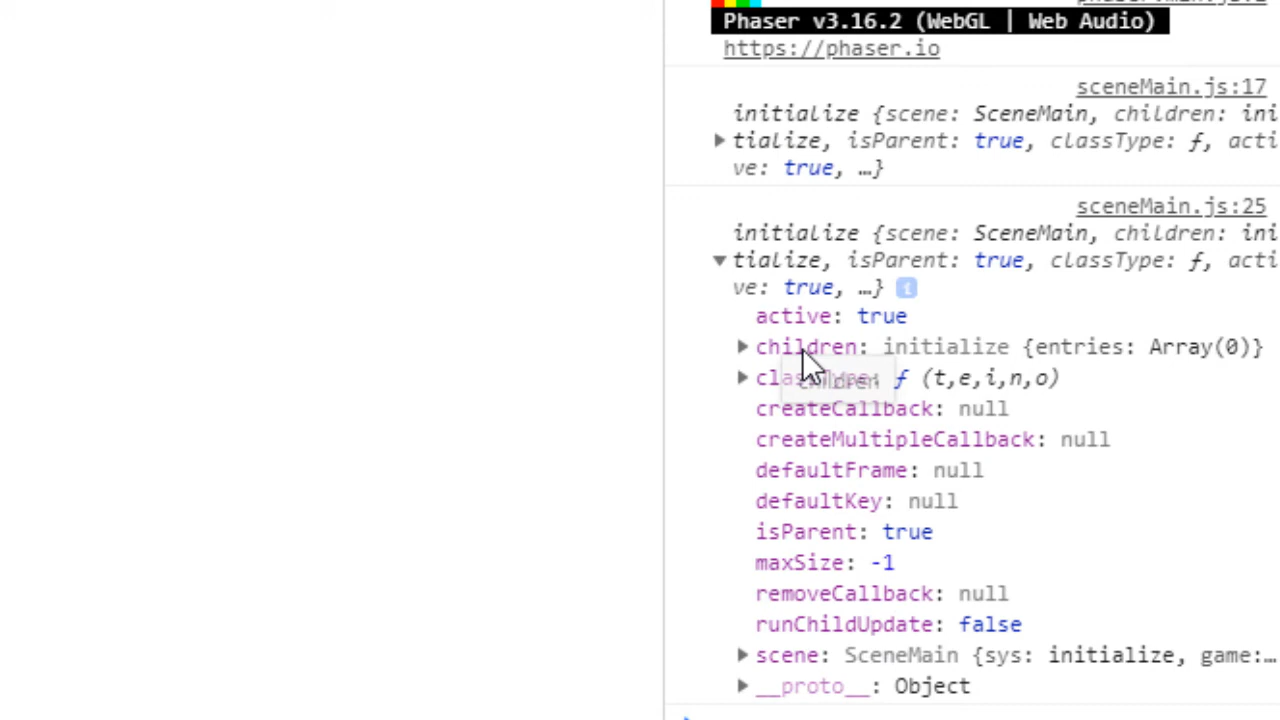 Phaser v3.16.2 (WebGL | Web Audio)
https://phaser.io
sceneMain.js:17
initialize {scene: SceneMain, children: ini
tialize, isParent: true, classType: ƒ, acti
ve: true, …}
sceneMain.js:25
initialize {scene: SceneMain, children: ini
tialize, isParent: true, classType: ƒ, acti
ve: true, …} i
active: true
children: initialize {entries: Array(0)}
children
ƒ (t,e,i,n,o)
createCallback: null
createMultipleCallback: null
defaultFrame: null
defaultKey: null
isParent: true
maxSize: -1
removeCallback: null
runChildUpdate: false
scene: SceneMain {sys: initialize, game:…
__proto__: Object